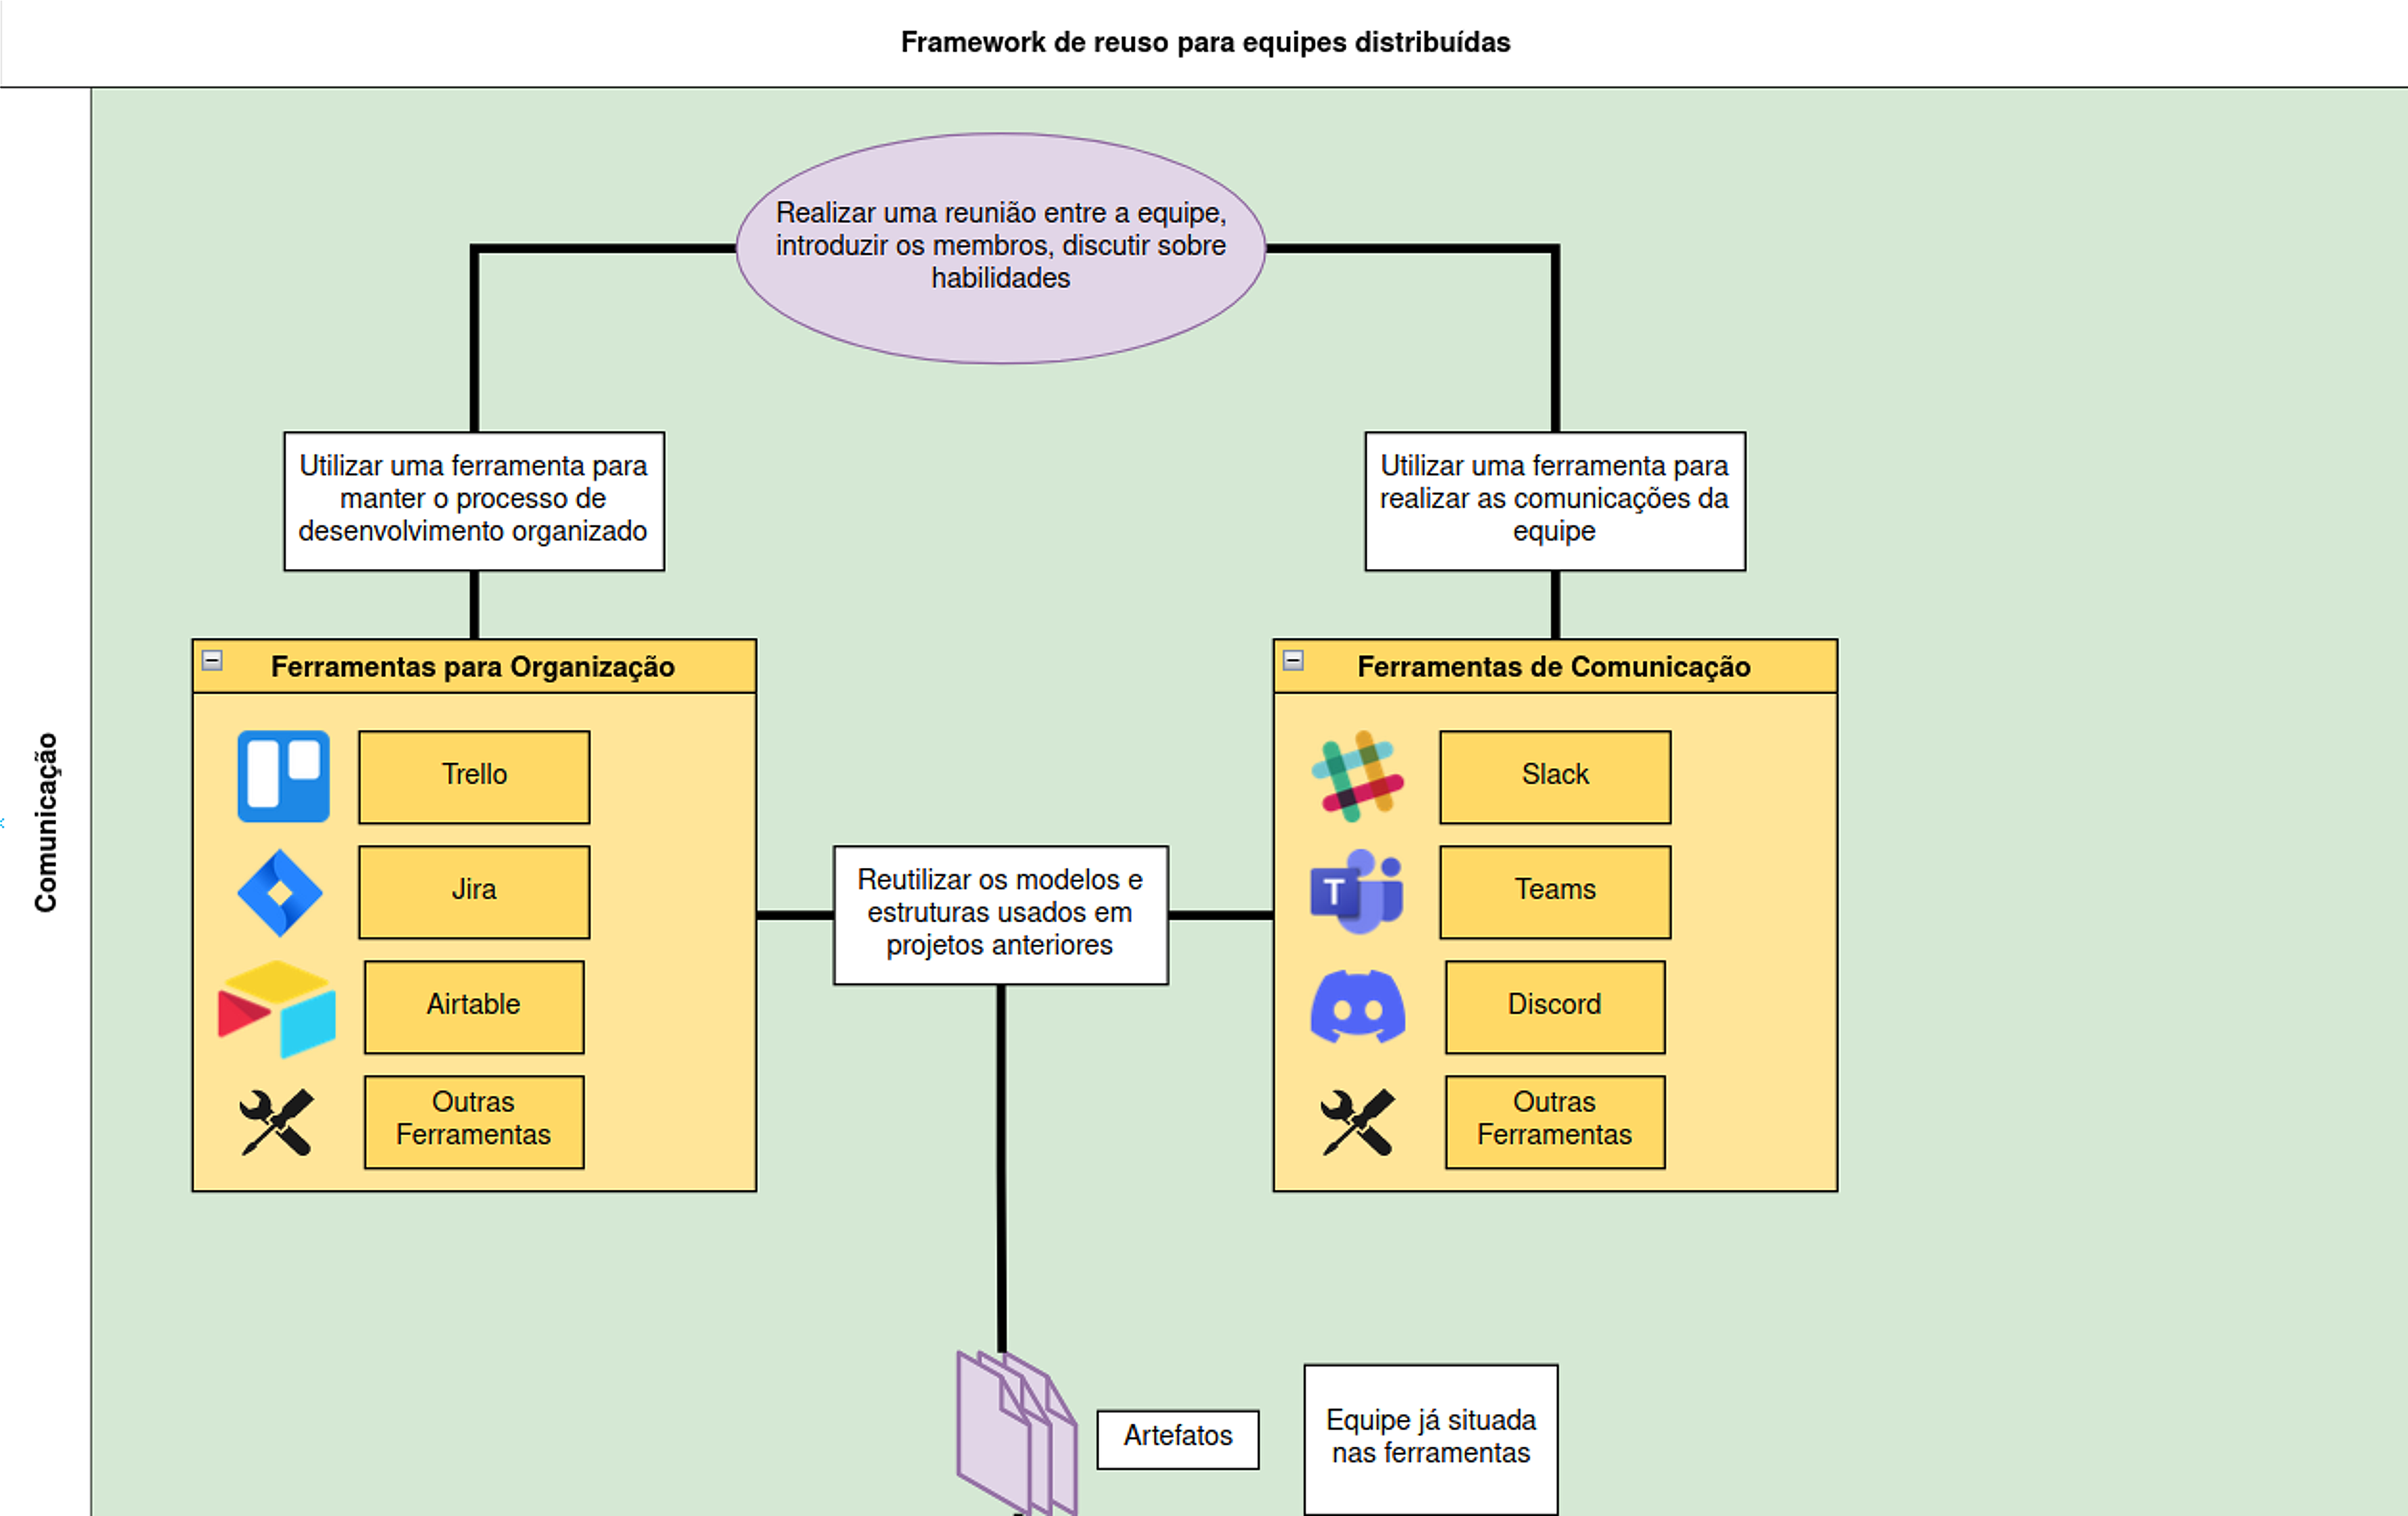 Framework de reuso para equipes distribuídas
Comunicação
Realizar uma reunião entre a equipe,
introduzir os membros, discutir sobre
habilidades
Utilizar uma ferramenta para
manter o processo de
desenvolvimento organizado
Utilizar uma ferramenta para
realizar as comunicações da
equipe
Ferramentas para Organização
Trello
Jira
Airtable
Outras
Ferramentas
Reutilizar os modelos e
estruturas usados em
projetos anteriores
Ferramentas de Comunicação
Slack
T
Teams
Discord
Outras
Ferramentas
Artefatos
Equipe já situada
nas ferramentas